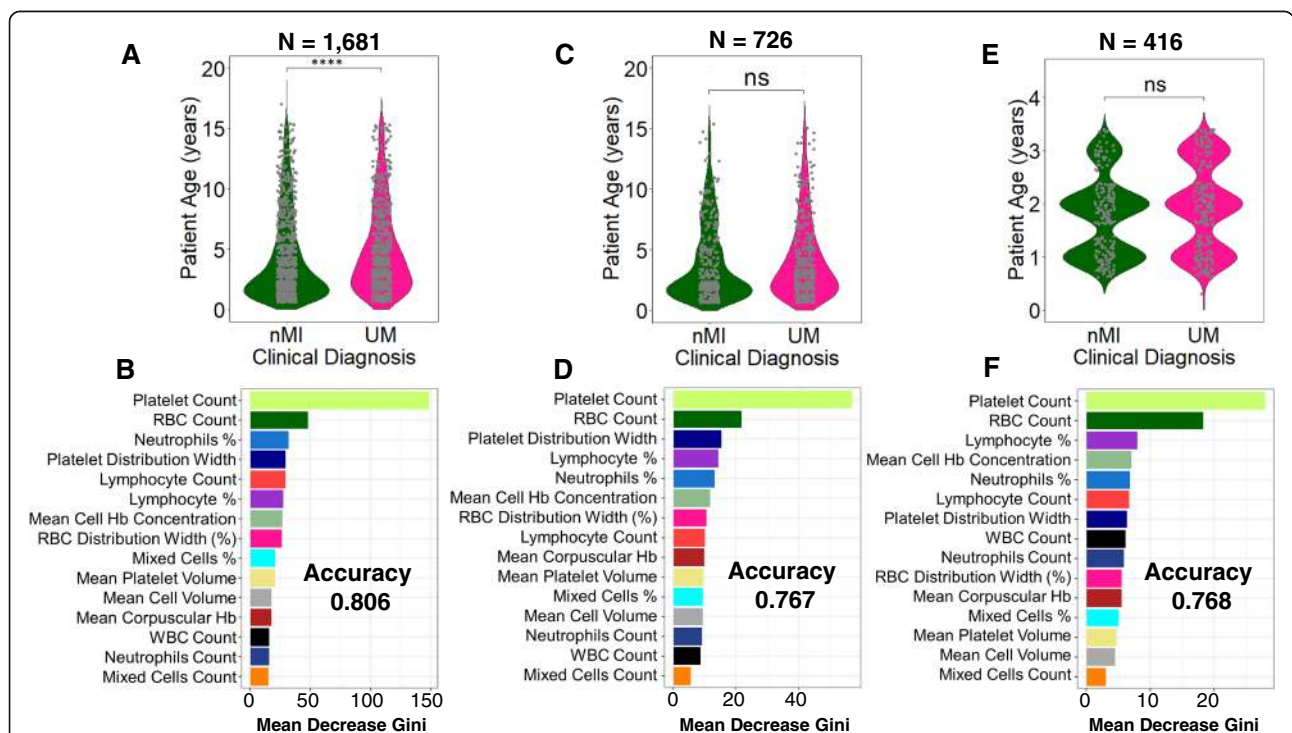 A
N = 1,681
****
Patient Age (years)
20
15
10
5
0
nMI
UM
Clinical Diagnosis
C
N = 726
ns
Patient Age (years)
20
15
10
5
0
nMI
UM
Clinical Diagnosis
E
N = 416
ns
Patient Age (years)
4
3
2
1
0
nMI
UM
Clinical Diagnosis
B
Platelet Count
RBC Count
Neutrophils %
Platelet Distribution Width
Lymphocyte Count
Lymphocyte %
Mean Cell Hb Concentration
RBC Distribution Width (%)
Mixed Cells %
Mean Platelet Volume
Mean Cell Volume
Mean Corpuscular Hb
WBC Count
Neutrophils Count
Mixed Cells Count
Accuracy
0.806
0 50 100 150
Mean Decrease Gini
D
Platelet Count
RBC Count
Platelet Distribution Width
Lymphocyte %
Neutrophils %
Mean Cell Hb Concentration
RBC Distribution Width (%)
Lymphocyte Count
Mean Corpuscular Hb
Mean Platelet Volume
Mixed Cells %
Mean Cell Volume
Neutrophils Count
WBC Count
Mixed Cells Count
Accuracy
0.767
0 20 40
Mean Decrease Gini
F
Platelet Count
RBC Count
Lymphocyte %
Mean Cell Hb Concentration
Neutrophils %
Lymphocyte Count
Platelet Distribution Width
WBC Count
Neutrophils Count
RBC Distribution Width (%)
Mean Corpuscular Hb
Mixed Cells %
Mean Platelet Volume
Mean Cell Volume
Mixed Cells Count
Accuracy
0.768
0 10 20
Mean Decrease Gini